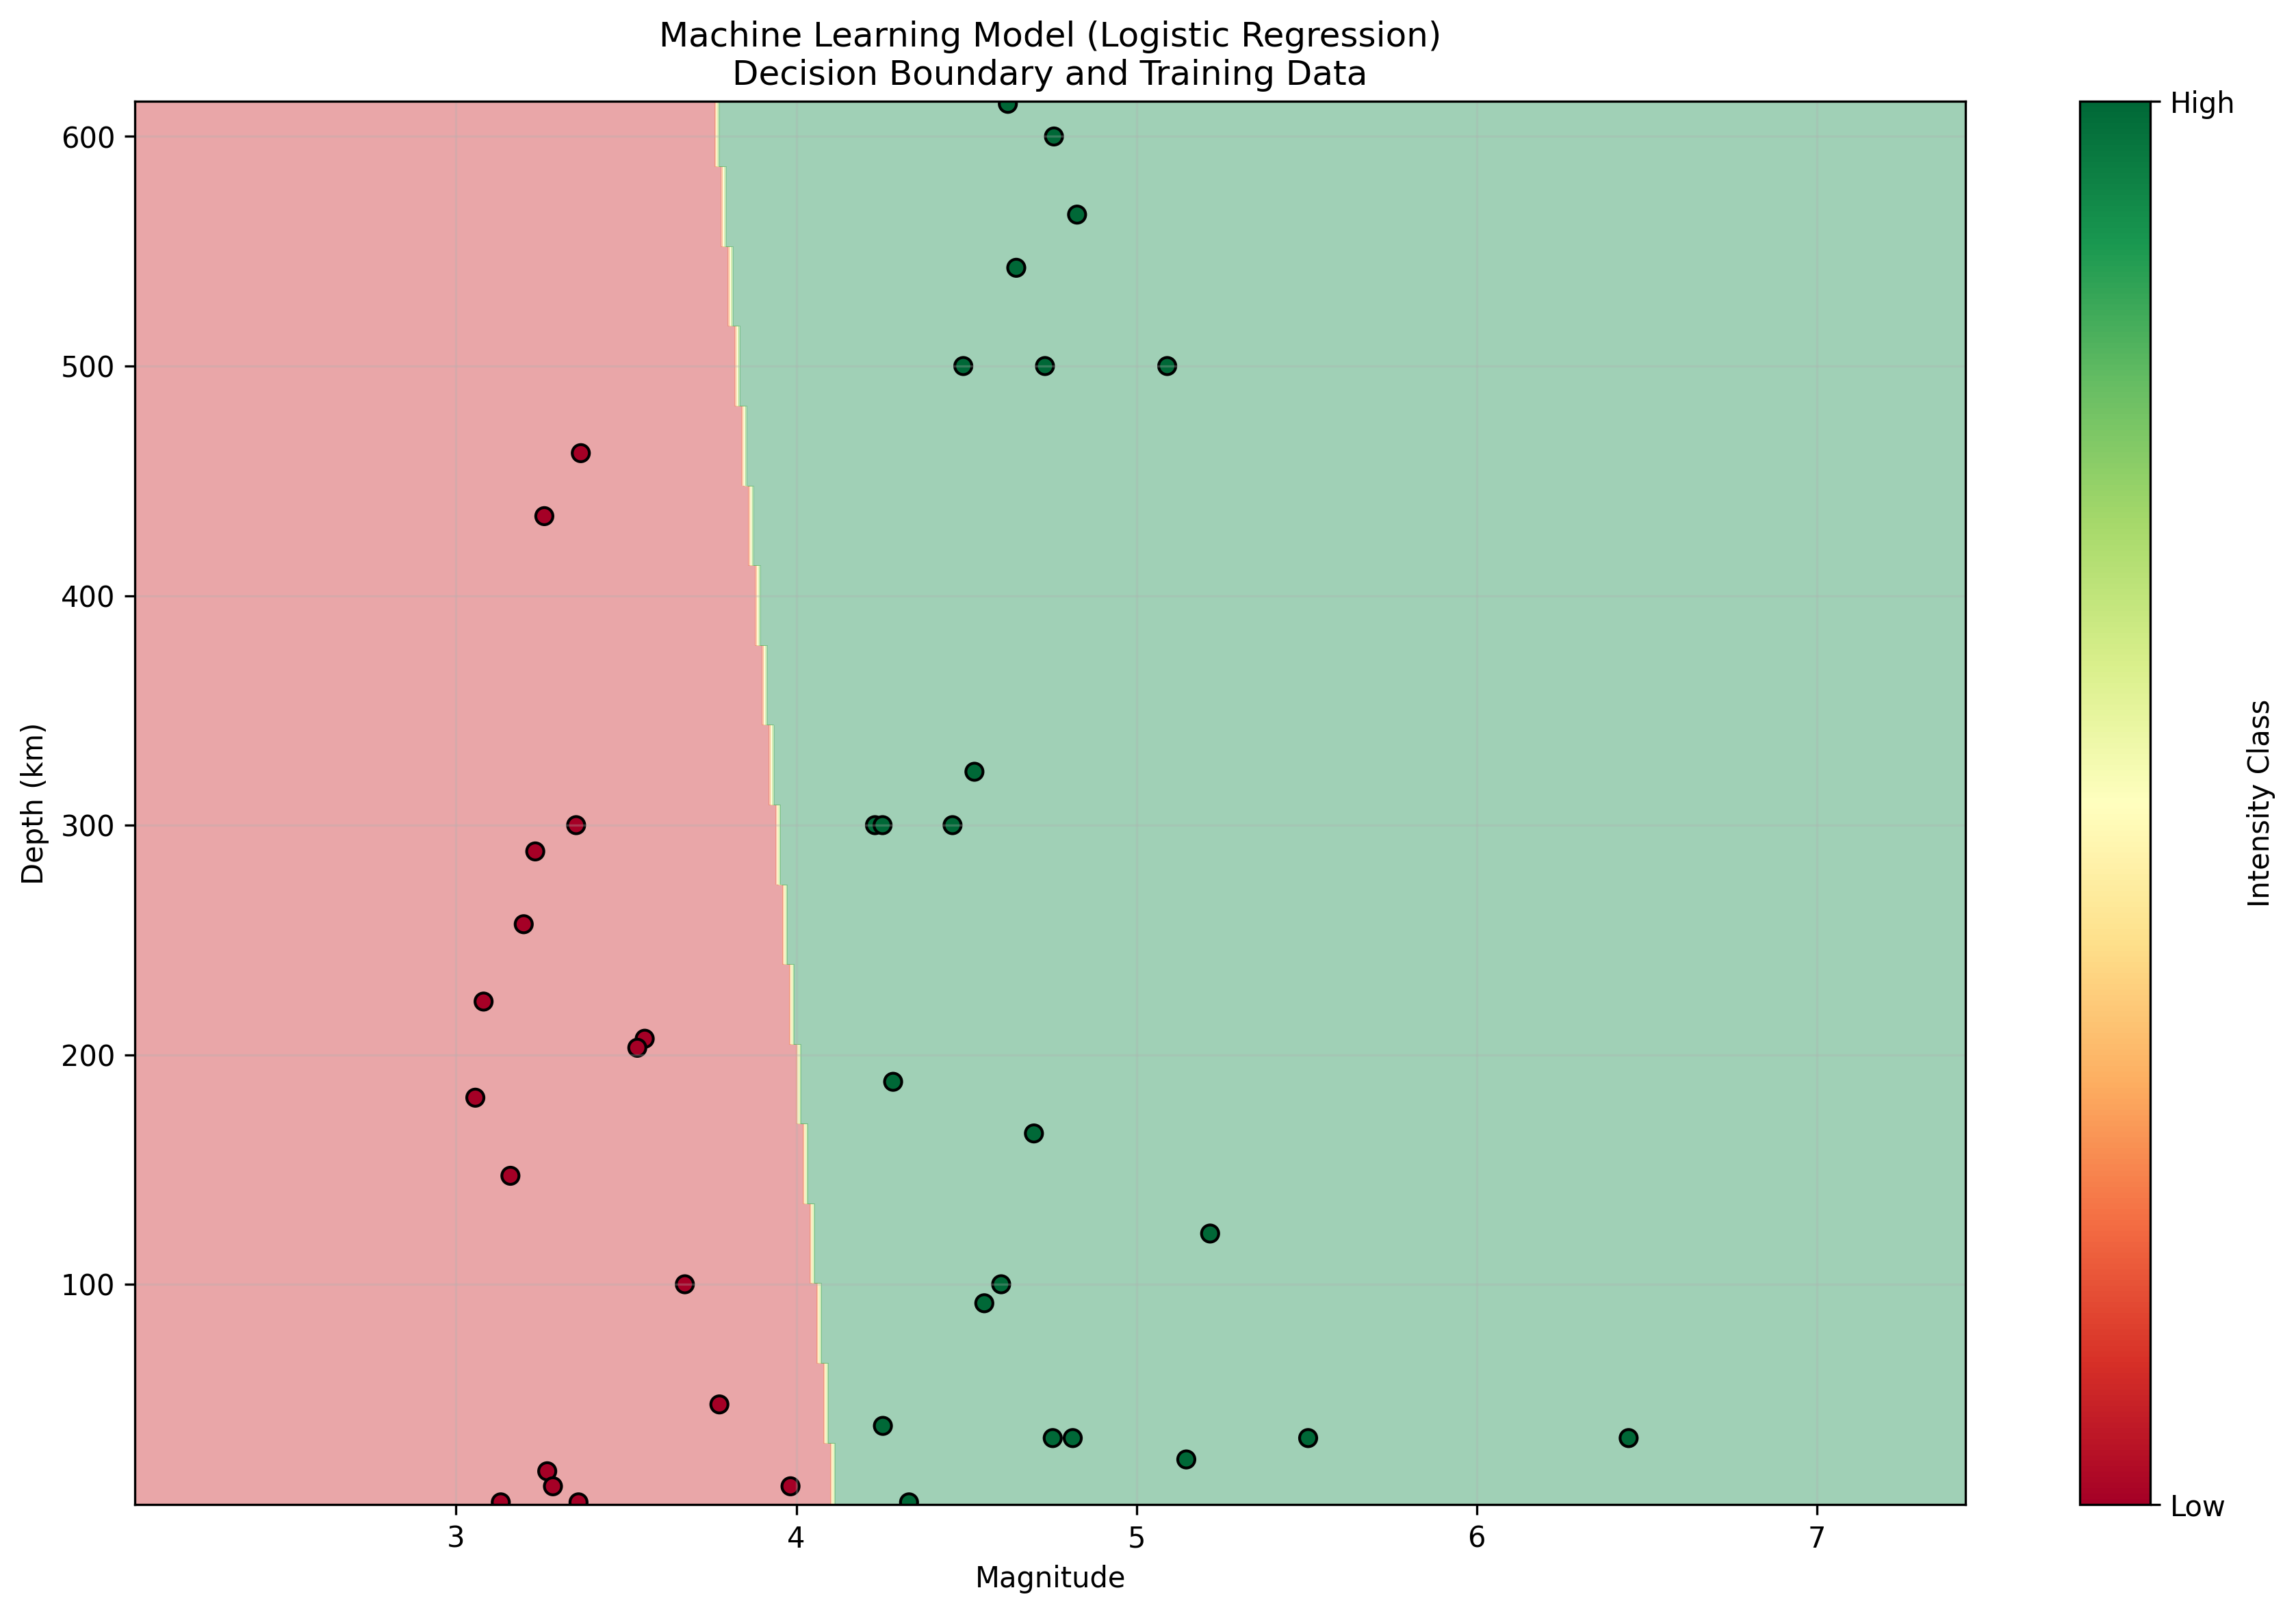 Machine Learning Model (Logistic Regression)
Decision Boundary and Training Data
High
600
500
400
300
200
100
Depth (km)
Intensity Class
Low
3
4
5
6
7
Magnitude